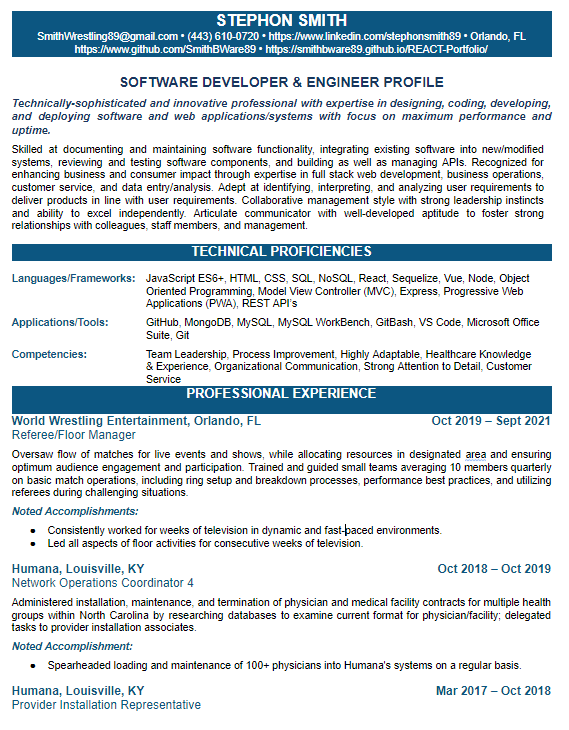 STEPHON SMITH
SmithWrestling89@gmail.com • (443) 610-0720 • https://www.linkedin.com/stephonsmith89 • Orlando, FL
https://www.github.com/SmithBWare89 • https://smithbware89.github.io/REACT-Portfolio/
SOFTWARE DEVELOPER & ENGINEER PROFILE
Technically-sophisticated and innovative professional with expertise in designing, coding, developing,
and deploying software and web applications/systems with focus on maximum performance and
uptime.
Skilled at documenting and maintaining software functionality, integrating existing software into new/modified
systems, reviewing and testing software components, and building as well as managing APIs. Recognized for
enhancing business and consumer impact through expertise in full stack web development, business operations,
customer service, and data entry/analysis. Adept at identifying, interpreting, and analyzing user requirements to
deliver products in line with user requirements. Collaborative management style with strong leadership instincts
and ability to excel independently. Articulate communicator with well-developed aptitude to foster strong
relationships with colleagues, staff members, and management.
TECHNICAL PROFICIENCIES
Languages/Frameworks: JavaScript ES6+, HTML, CSS, SQL, NoSQL, React, Sequelize, Vue, Node, Object
Oriented Programming, Model View Controller (MVC), Express, Progressive Web
Applications (PWA), REST API's
Applications/Tools: GitHub, MongoDB, MySQL, MySQL WorkBench, GitBash, VS Code, Microsoft Office
Suite, Git
Competencies: Team Leadership, Process Improvement, Highly Adaptable, Healthcare Knowledge
& Experience, Organizational Communication, Strong Attention to Detail, Customer
Service
PROFESSIONAL EXPERIENCE
World Wrestling Entertainment, Orlando, FL Oct 2019 – Sept 2021
Referee/Floor Manager
Oversaw flow of matches for live events and shows, while allocating resources in designated area and ensuring
optimum audience engagement and participation. Trained and guided small teams averaging 10 members quarterly
on basic match operations, including ring setup and breakdown processes, performance best practices, and utilizing
referees during challenging situations.
Noted Accomplishments:
● Consistently worked for weeks of television in dynamic and fast-paced environments.
● Led all aspects of floor activities for consecutive weeks of television.
Humana, Louisville, KY Oct 2018 – Oct 2019
Network Operations Coordinator 4
Administered installation, maintenance, and termination of physician and medical facility contracts for multiple health
groups within North Carolina by researching databases to examine current format for physician/facility; delegated
tasks to provider installation associates.
Noted Accomplishment:
● Spearheaded loading and maintenance of 100+ physicians into Humana's systems on a regular basis.
Humana, Louisville, KY Mar 2017 – Oct 2018
Provider Installation Representative